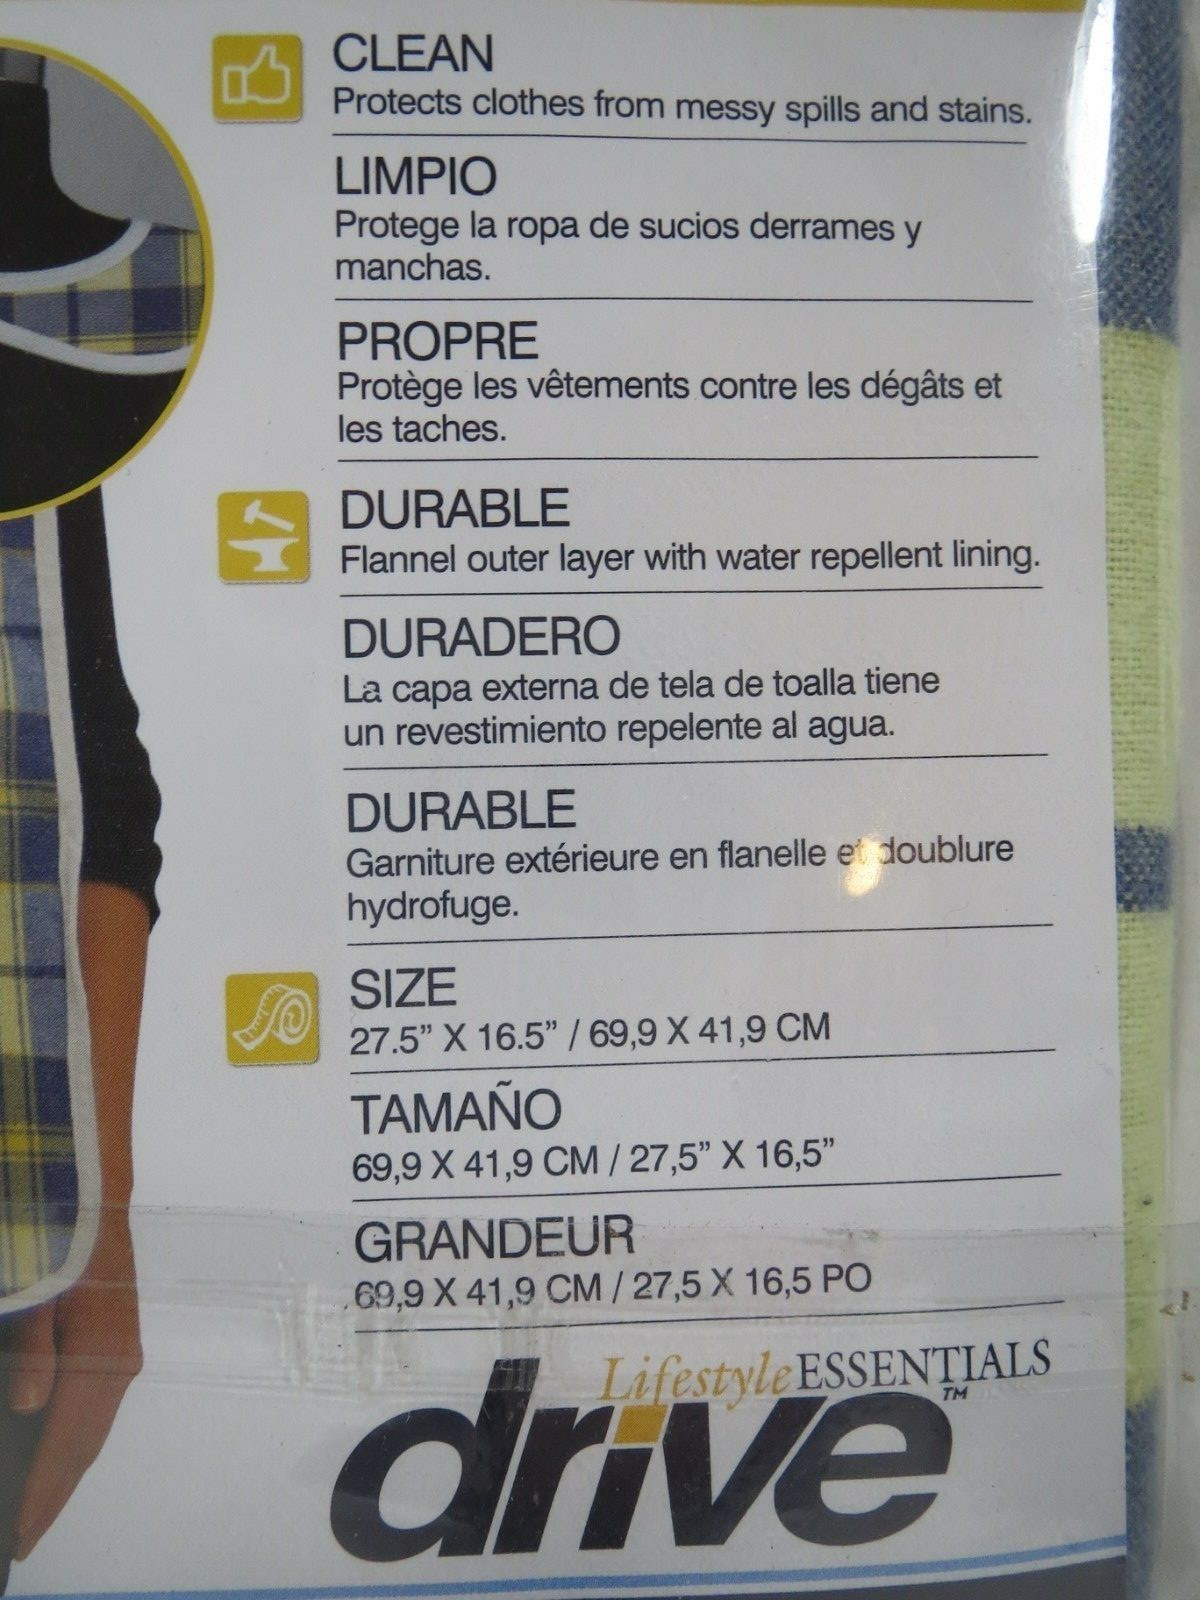 CLEAN
Protects clothes from messy spills and stains.
LIMPIO
Protege la ropa de sucios derrames y
manchas.
PROPRE
Protège les vêtements contre les dégâts et
les taches.
DURABLE
Flannel outer layer with water repellent lining.
DURADERO
La capa externa de tela de toalla tiene
un revestimiento repelente al agua.
DURABLE
Garniture extérieure en flanelle et doublure
hydrofuge.
SIZE
27.5” X 16.5” / 69,9 X 41,9 CM
TAMAÑO
69,9 X 41,9 CM / 27,5” X 16,5”
GRANDEUR
69,9 X 41,9 CM / 27,5 X 16,5 PO
Lifestyle ESSENTIALS
drive™